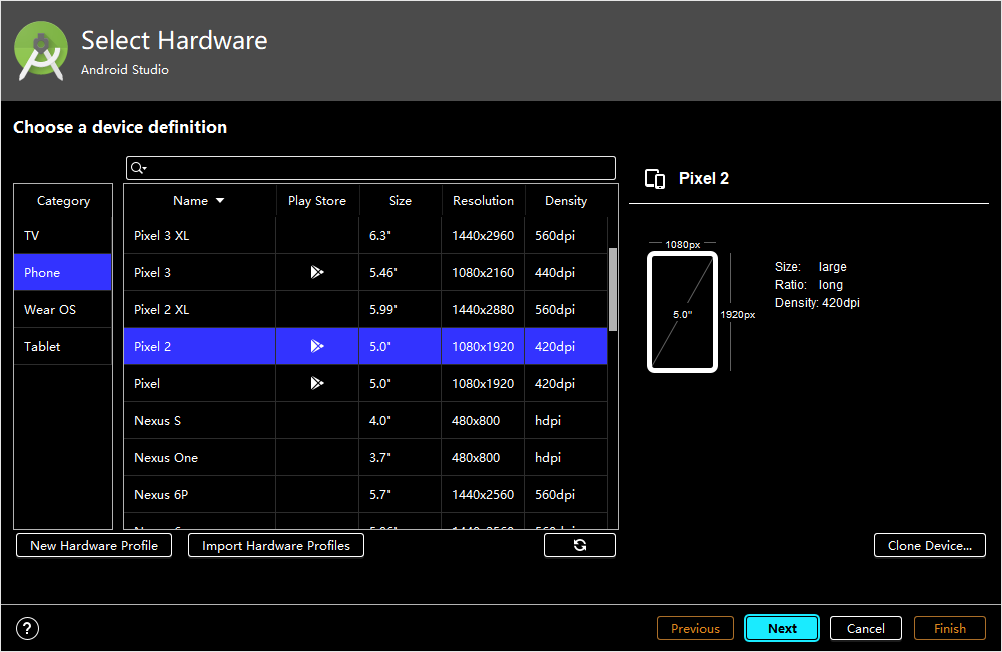 Select Hardware
Android Studio
Choose a device definition
Category
TV
Phone
Wear OS
Tablet
Name Play Store Size Resolution Density
Pixel 3 XL 6.3" 1440x2960 560dpi
Pixel 3 5.46" 1080x2160 440dpi
Pixel 2 XL 5.99" 1440x2880 560dpi
Pixel 2 5.0" 1080x1920 420dpi
Pixel 5.0" 1080x1920 420dpi
Nexus S 4.0" 480x800 hdpi
Nexus One 3.7" 480x800 hdpi
Nexus 6P 5.7" 1440x2560 560dpi
Pixel 2
1080px
5.0"
1920px
Size: large
Ratio: long
Density: 420dpi
New Hardware Profile
Import Hardware Profiles
Clone Device...
?
Previous
Next
Cancel
Finish